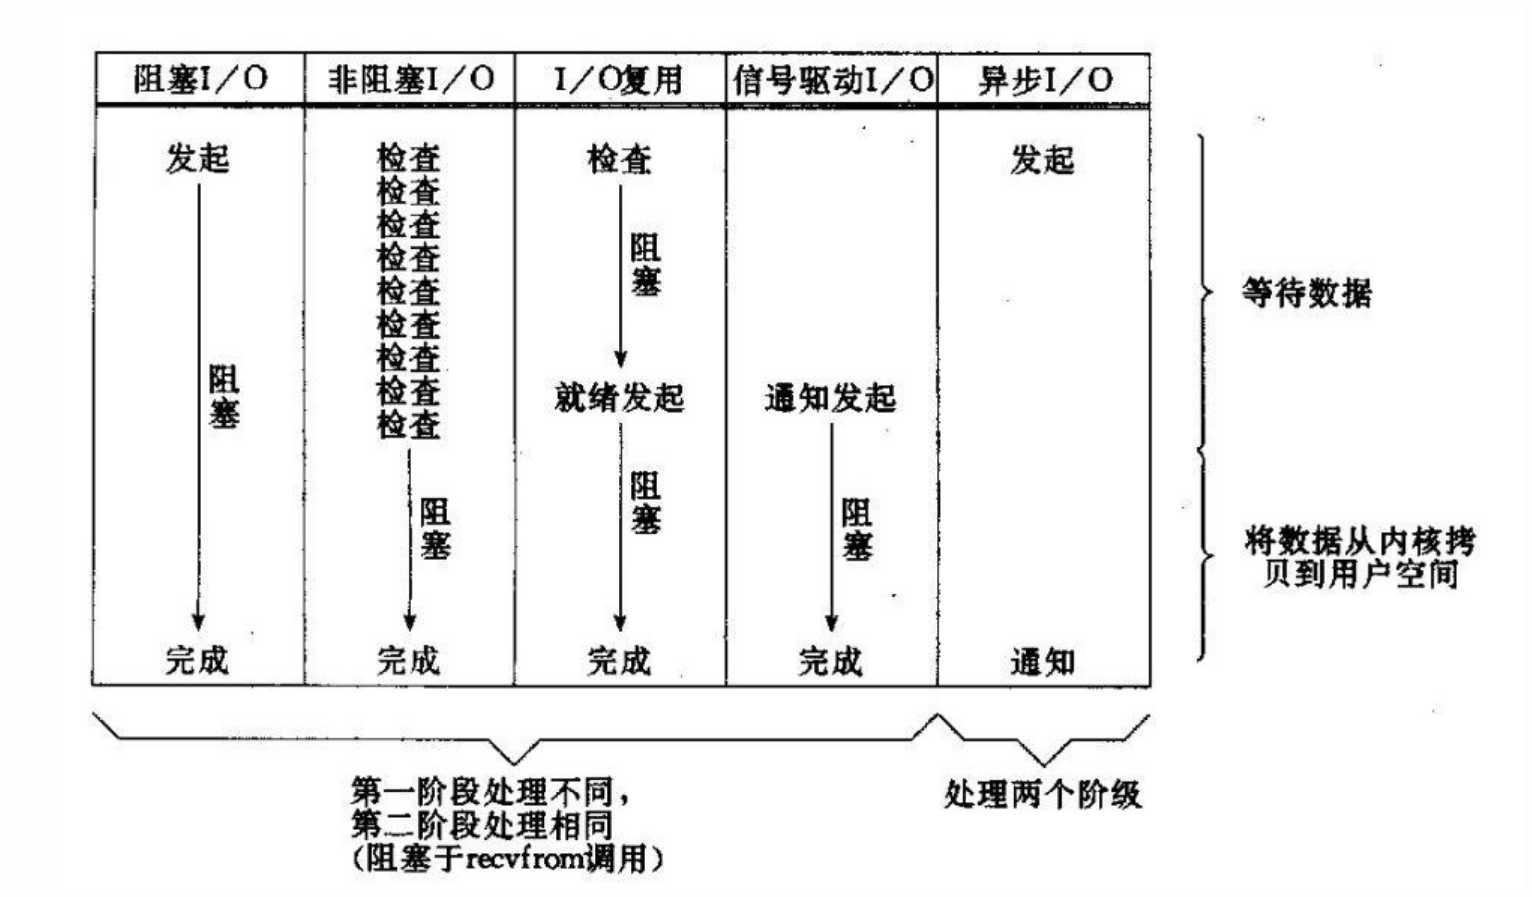 阻塞I/O 非阻塞I/O I/O复用 信号驱动I/O 异步I/O
发起 检查 检查 发起
检查
检查
检查
检查
检查
检查
检查
检查
阻塞
等待数据
阻塞
就绪发起 通知发起
阻塞
阻塞
阻塞
将数据从内核拷
贝到用户空间
完成 完成 完成 完成 通知
第一阶段处理不同，
第二阶段处理相同
（阻塞于recvfrom调用）
处理两个阶级